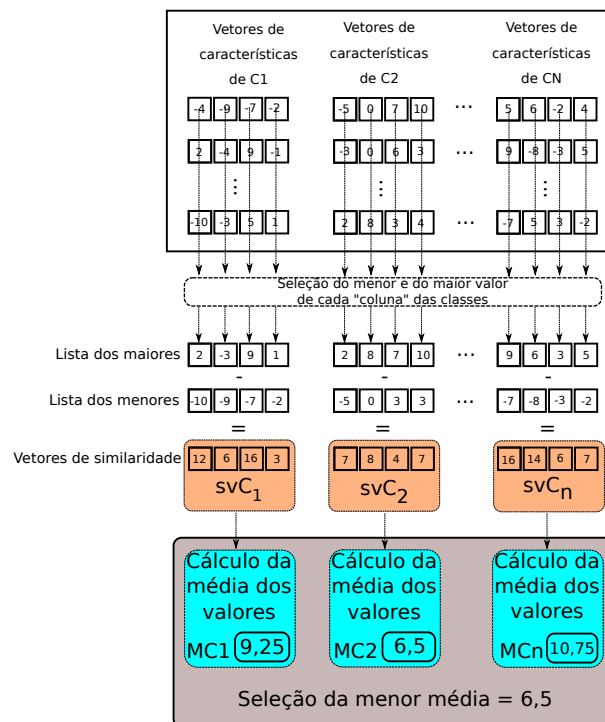 Vetores de
características
de C1
Vetores de
características
de C2
Vetores de
características
de CN
-4 -9 -7 -2 -5 0 7 10 ... 5 6 -2 4
2 -4 9 -1 -3 0 6 3 ... 9 -8 -3 5
-10 -3 5 1 2 8 3 4 ... -7 5 3 -2
Seleção do menor e do maior valor
de cada "coluna" das classes
Lista dos maiores 2 -3 9 1 2 8 7 10 ... 9 6 3 5
- - -
Lista dos menores -10 -9 -7 -2 -5 0 3 3 ... -7 -8 -3 -2
= = =
Vetores de similaridade 12 6 16 3 7 8 4 7 16 14 6 7
svC1 svC2 svCn
Cálculo da
média dos
valores
MC1 9,25
Cálculo da
média dos
valores
MC2 6,5
Cálculo da
média dos
valores
MCn 10,75
Seleção da menor média = 6,5